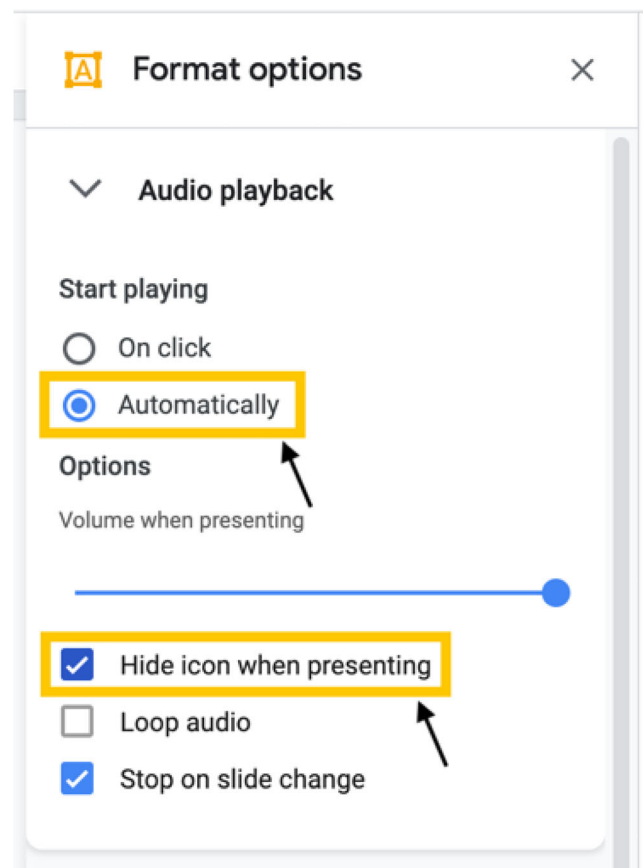 A Format options
Audio playback
Start playing
On click
Automatically
Options
Volume when presenting
Hide icon when presenting
Loop audio
Stop on slide change